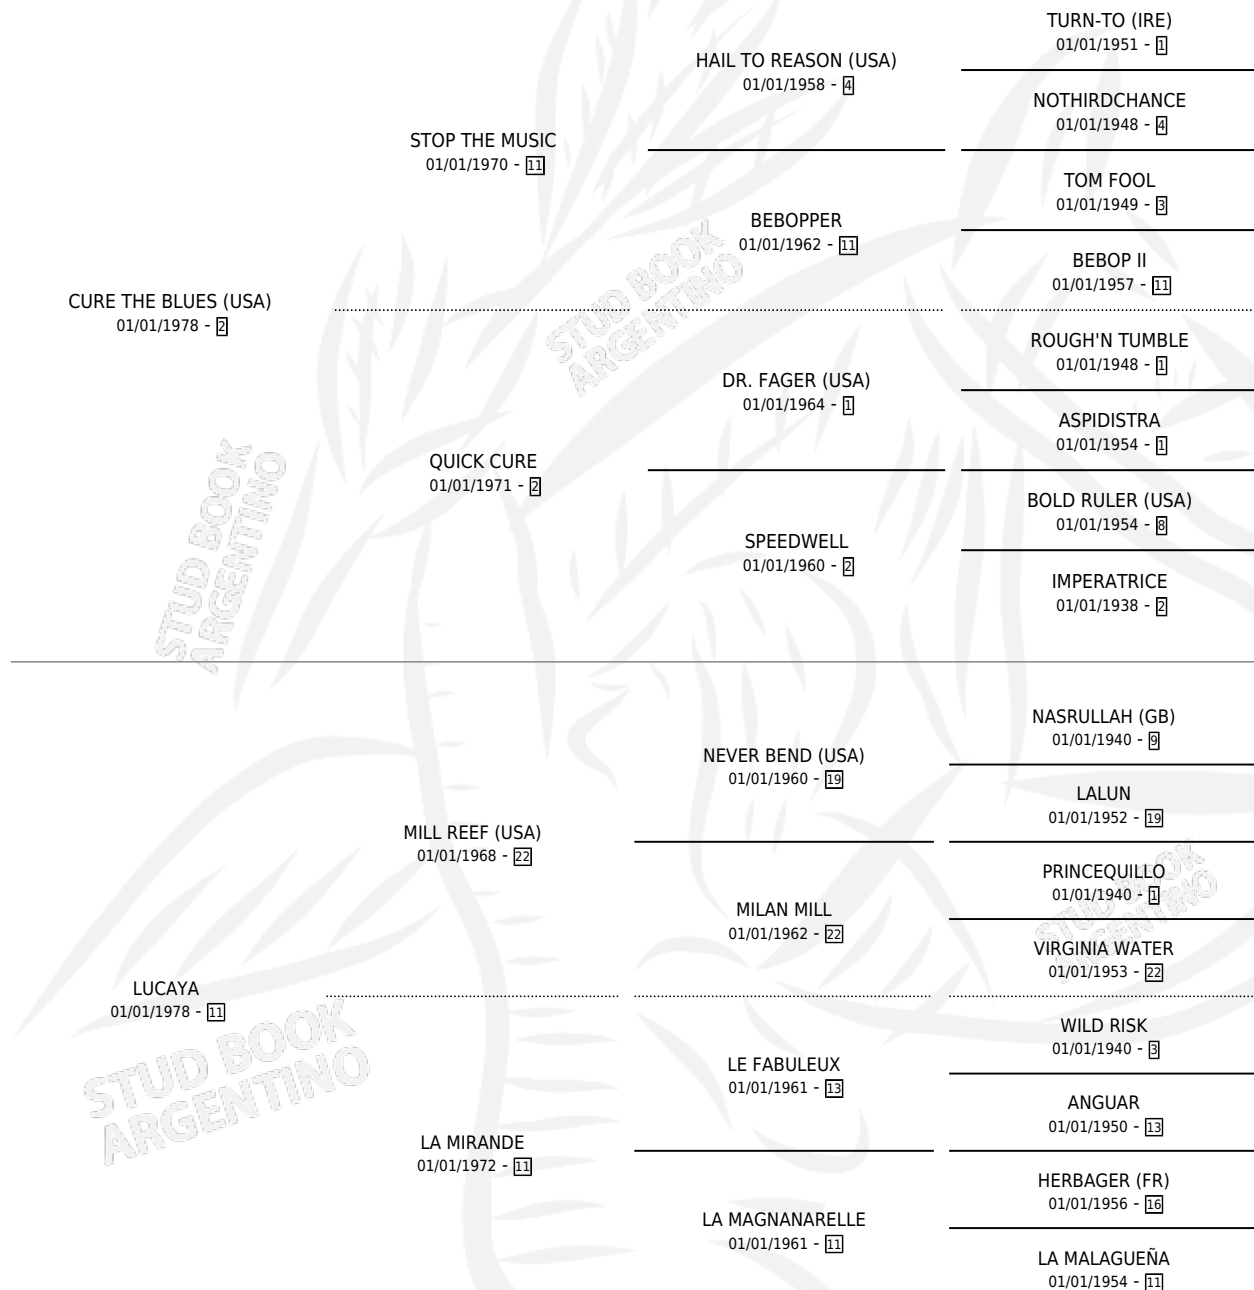 TURN-TO (IRE)
01/01/1951 - 1
HAIL TO REASON (USA)
01/01/1958 - 4
NOTHIRDCHANCE
01/01/1948 - 4
STOP THE MUSIC
01/01/1970 - 11
TOM FOOL
01/01/1949 - 3
BEBOPPER
01/01/1962 - 11
BEBOP II
01/01/1957 - 11
CURE THE BLUES (USA)
01/01/1978 - 2
STUD BOOK
ARGENTINO
ROUGH'N TUMBLE
01/01/1948 - 1
DR. FAGER (USA)
01/01/1964 - 1
ASPIDISTRA
01/01/1954 - 1
QUICK CURE
01/01/1971 - 2
BOLD RULER (USA)
01/01/1954 - 8
SPEEDWELL
01/01/1960 - 2
IMPERATRICE
01/01/1938 - 2
STUD BOOK
ARGENTINO
NASRULLAH (GB)
01/01/1940 - 9
NEVER BEND (USA)
01/01/1960 - 19
LALUN
01/01/1952 - 19
MILL REEF (USA)
01/01/1968 - 22
PRINCEQUILLO
01/01/1940 - 1
MILAN MILL
01/01/1962 - 22
VIRGINIA WATER
01/01/1953 - 22
STUD BOOK
ARGENTINO
LUCAYA
01/01/1978 - 11
WILD RISK
01/01/1940 - 3
LE FABULEUX
01/01/1961 - 13
ANGUAR
01/01/1950 - 13
STUD BOOK
ARGENTINO
LA MIRANDE
01/01/1972 - 11
HERBAGER (FR)
01/01/1956 - 16
LA MAGNANARELLE
01/01/1961 - 11
LA MALAGUEÑA
01/01/1954 - 11